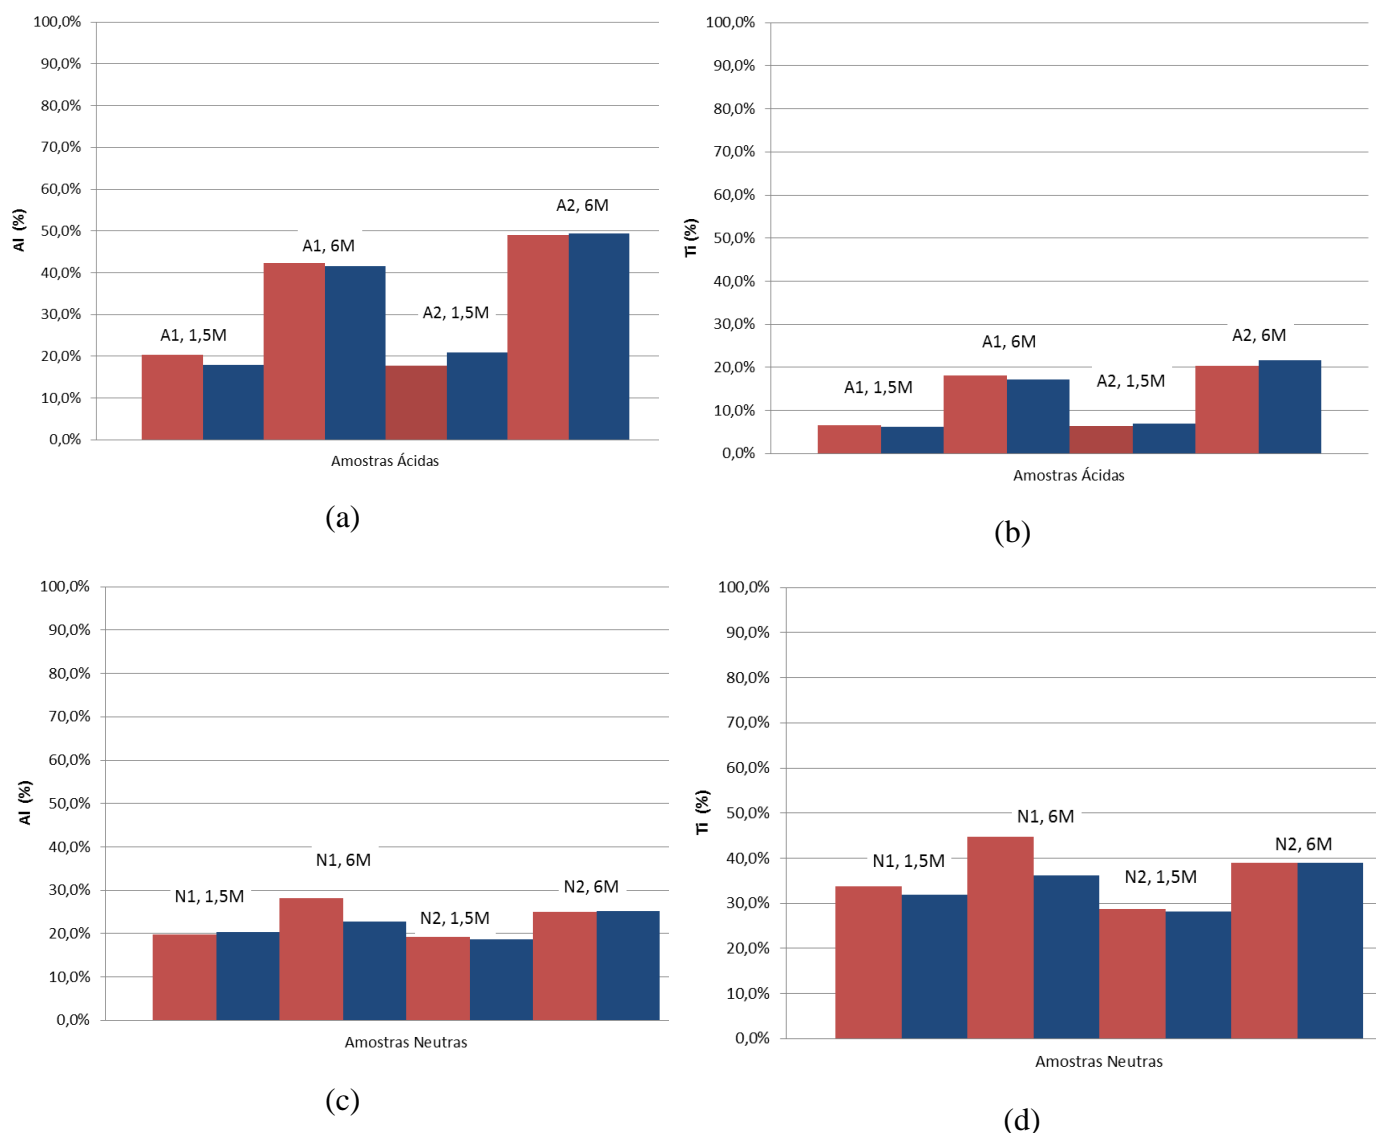 100,0%
90,0%
80,0%
70,0%
60,0%
50,0%
40,0%
30,0%
20,0%
10,0%
0,0%
Al (%)
A1, 1,5M
A1, 6M
A2, 1,5M
A2, 6M
Amostras Ácidas
(a)
100,0%
90,0%
80,0%
70,0%
60,0%
50,0%
40,0%
30,0%
20,0%
10,0%
0,0%
Ti (%)
A1, 1,5M
A1, 6M
A2, 1,5M
A2, 6M
Amostras Ácidas
(b)
100,0%
90,0%
80,0%
70,0%
60,0%
50,0%
40,0%
30,0%
20,0%
10,0%
0,0%
Al (%)
N1, 1,5M
N1, 6M
N2, 1,5M
N2, 6M
Amostras Neutras
(c)
100,0%
90,0%
80,0%
70,0%
60,0%
50,0%
40,0%
30,0%
20,0%
10,0%
0,0%
Ti (%)
N1, 1,5M
N1, 6M
N2, 1,5M
N2, 6M
Amostras Neutras
(d)